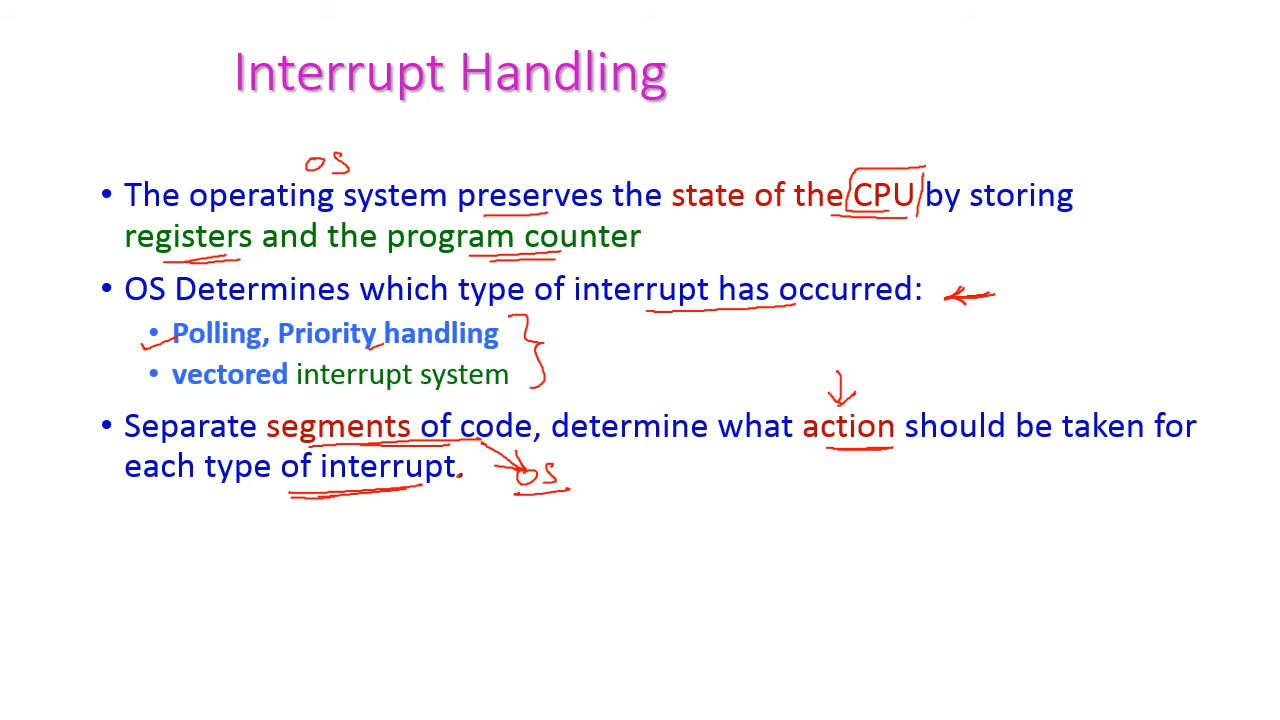 Interrupt Handling
OS
• The operating system preserves the state of the CPU by storing
registers and the program counter
• OS Determines which type of interrupt has occurred:
• Polling, Priority handling
• vectored interrupt system
• Separate segments of code, determine what action should be taken for
each type of interrupt.
OS